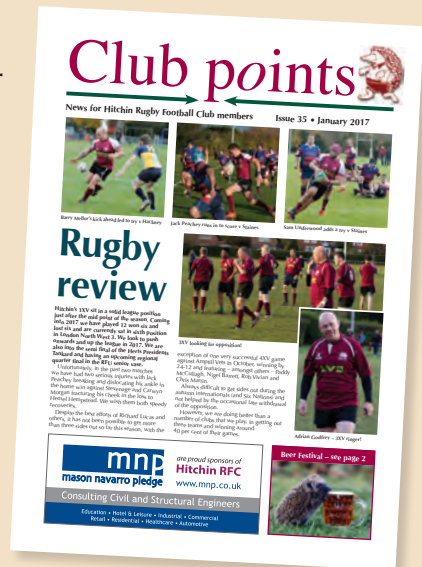 Club points
News for Hitchin Rugby Football Club members
Issue 35 • January 2017
Barry Mellor's kick ahead led to try v Harlaney
Jack Peachey runs in to score v Staines
Sam Underwood adds a try v Staines
Rugby
review
Hitchin's 1XV sit in a solid league position
just after the mid point of the season. Coming
into 2017 we have played 12 won six and
lost six and are currently sat in sixth position
in London North West 3. We look to push
onwards and up the league in 2017. We are
also into the semi final of the Herts Presidents
Tankard and having an upcoming regional
quarter final in the RFU senior vase.
Unfortunately, in the past two matches
we have had two serious injuries with Jack
Peachey breaking and dislocating his ankle in
the home win against Stevenage and Carwyn
Morgan fracturing his cheek in the loss to
Hemel Hempstead. We wish them both speedy
recoveries.
Despite the best efforts of Richard Lucas and
others, it has not been possible to get more
than three sides out so far this season, with the
3XV looking for opposition!
exception of one very successful 4XV game
against Ampill Vets in October, winning by
24-12 and featuring – amongst others – Paddy
McCullagh, Nigel Barnett, Rob Vivian and
Chris Martin.
Always difficult to get sides out during the
autumn internationals (and Six Nations) and
not helped by the occasional late withdrawal
of the opposition.
However, we are doing better than a
number of clubs that we play, in getting out
three teams and winning around
40 per cent of their games.
Adrian Godfrey – 3XV Gager!
mnp
mason navarro pledge
are proud sponsors of
Hitchin RFC
www.mnp.co.uk
Consulting Civil and Structural Engineers
Education • Hotel & Leisure • Industrial • Commercial
Retail • Residential • Healthcare • Automotive
Beer Festival – see page 2